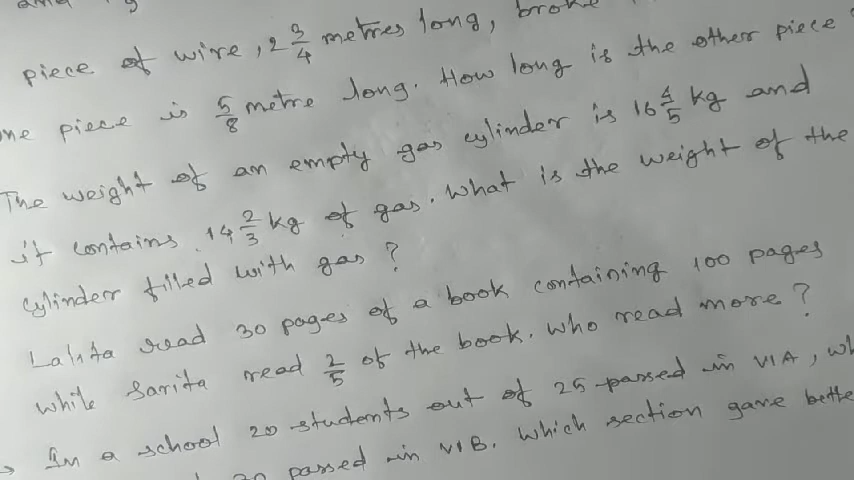 piece of wire, 2 3/4 metres long, broke
piece is 5/8 metre long. How long is the other piece
The weight of an empty gas cylinder is 16 4/5 kg and
it contains 14 2/3 kg of gas. What is the weight of the
cylinder filled with gas?
Lalita read 30 pages of a book containing 100 pages
while Sarita read 2/5 of the book. Who read more?
In a school 20 students out of 25 passed in VI A,
passed in VI B. Which section gave